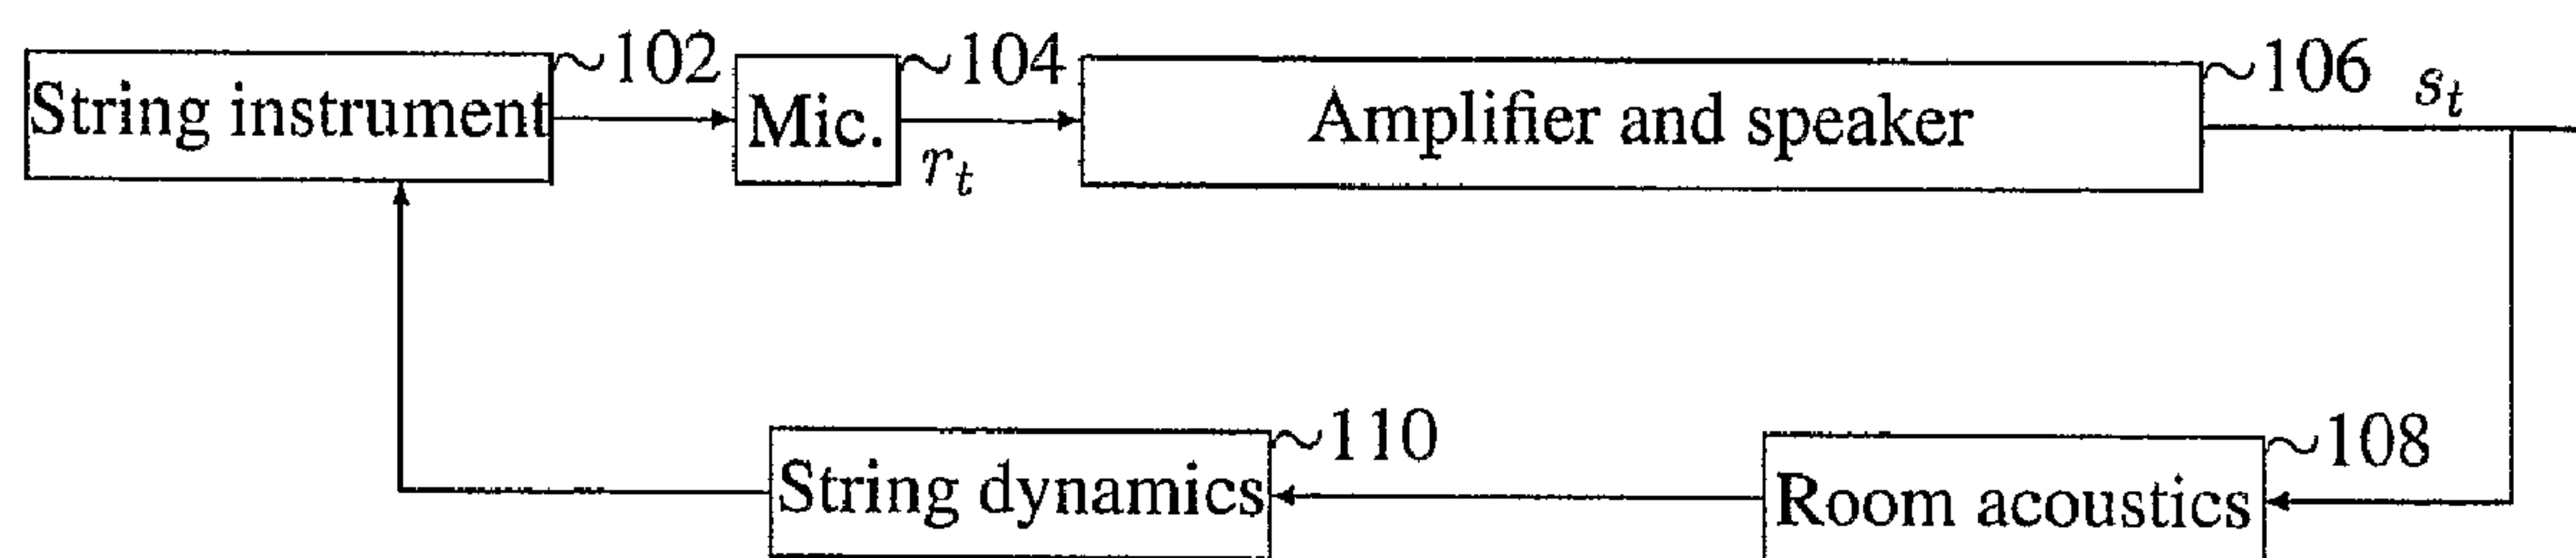 String instrument ~102 Mic. ~104 Amplifier and speaker ~106 s_t
r_t
String dynamics ~110 Room acoustics ~108